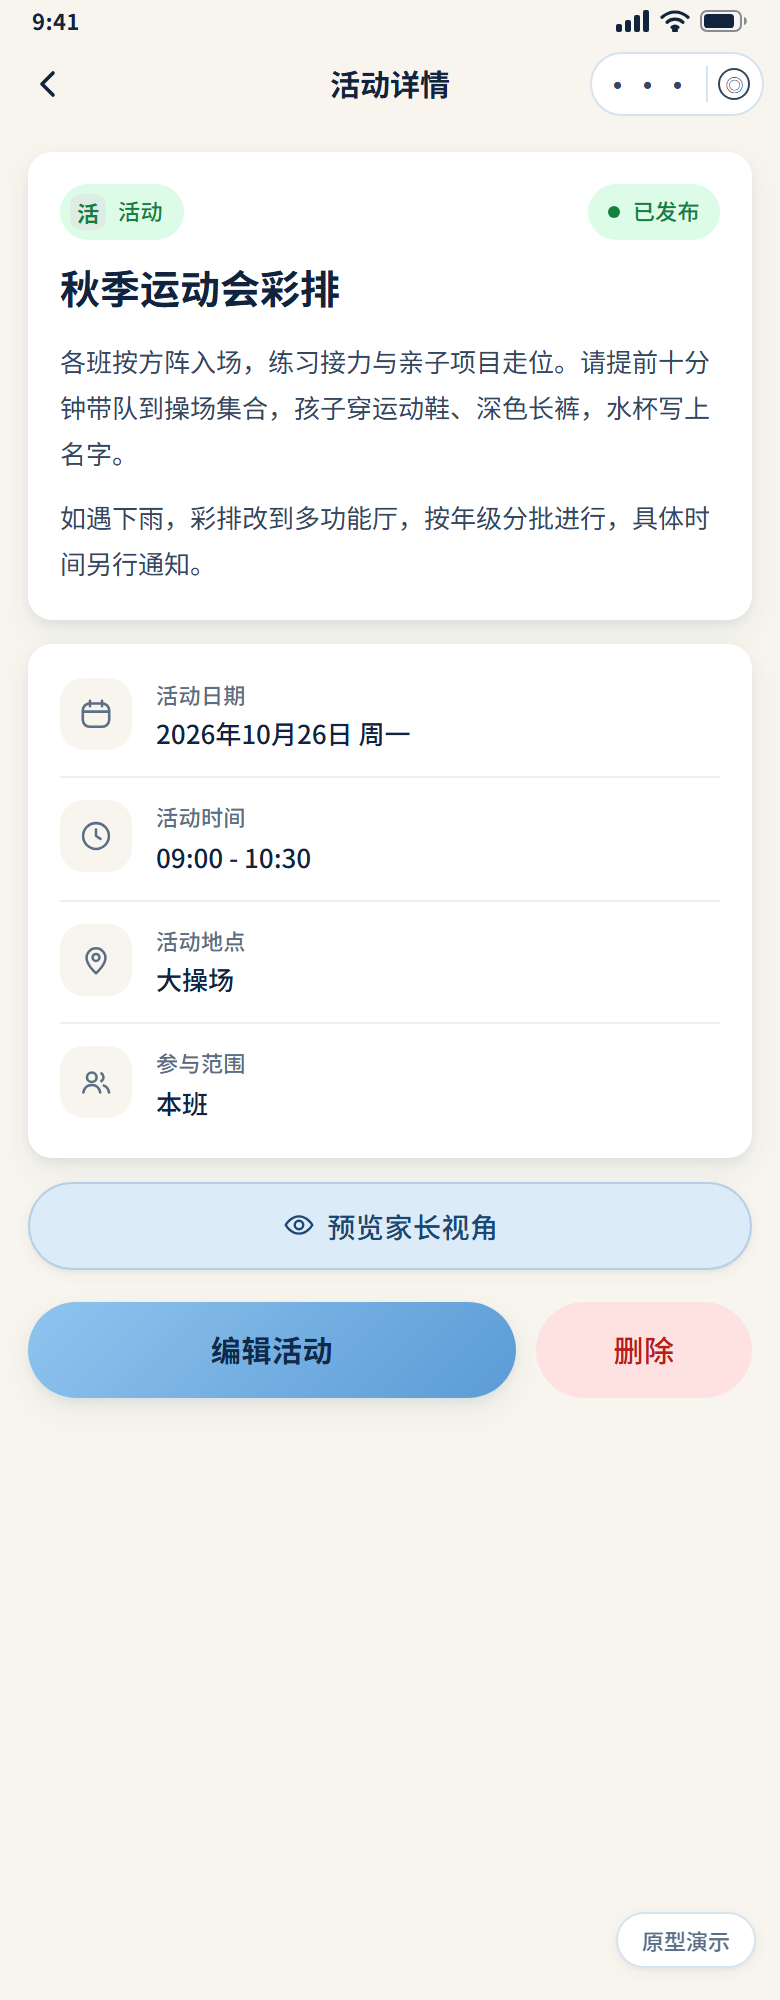 9:41
活动详情
活 活动
已发布
秋季运动会彩排
各班按方阵入场，练习接力与亲子项目走位。请提前十分
钟带队到操场集合，孩子穿运动鞋、深色长裤，水杯写上
名字。
如遇下雨，彩排改到多功能厅，按年级分批进行，具体时
间另行通知。
活动日期
2026年10月26日 周一
活动时间
09:00 - 10:30
活动地点
大操场
参与范围
本班
预览家长视角
编辑活动
删除
原型演示